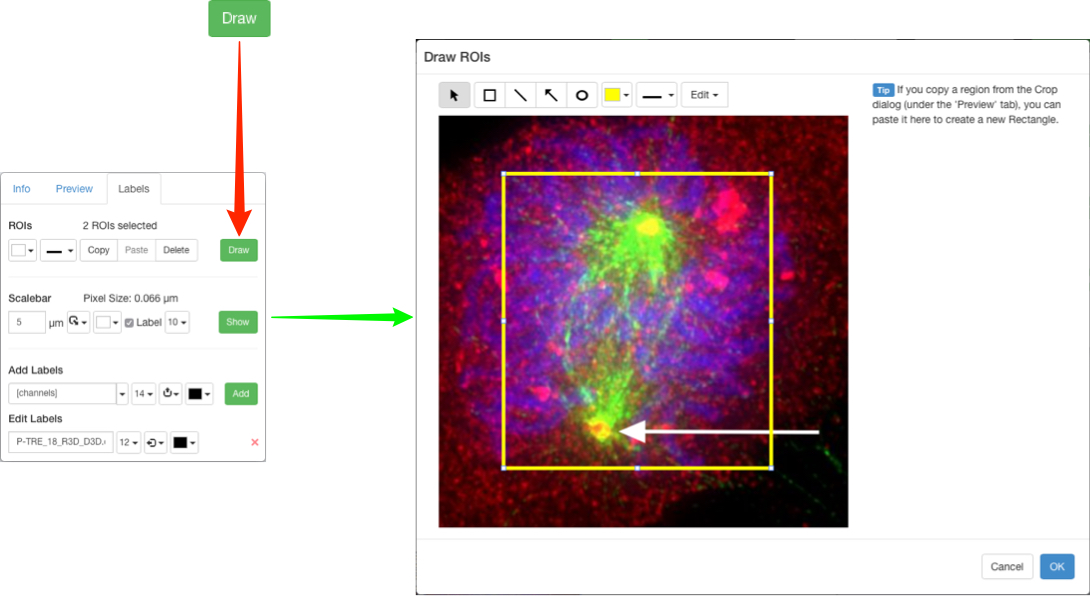 Draw
Info Preview Labels
ROIs 2 ROIs selected
Copy Paste Delete Draw
Scalebar Pixel Size: 0.066 µm
5 µm Label 10 Show
Add Labels
[channels] 14 Add
Edit Labels
P-TRE_18_R3D_D3D. 12
Draw ROIs
Edit
Tip If you copy a region from the Crop
dialog (under the 'Preview' tab), you can
paste it here to create a new Rectangle.
Cancel OK